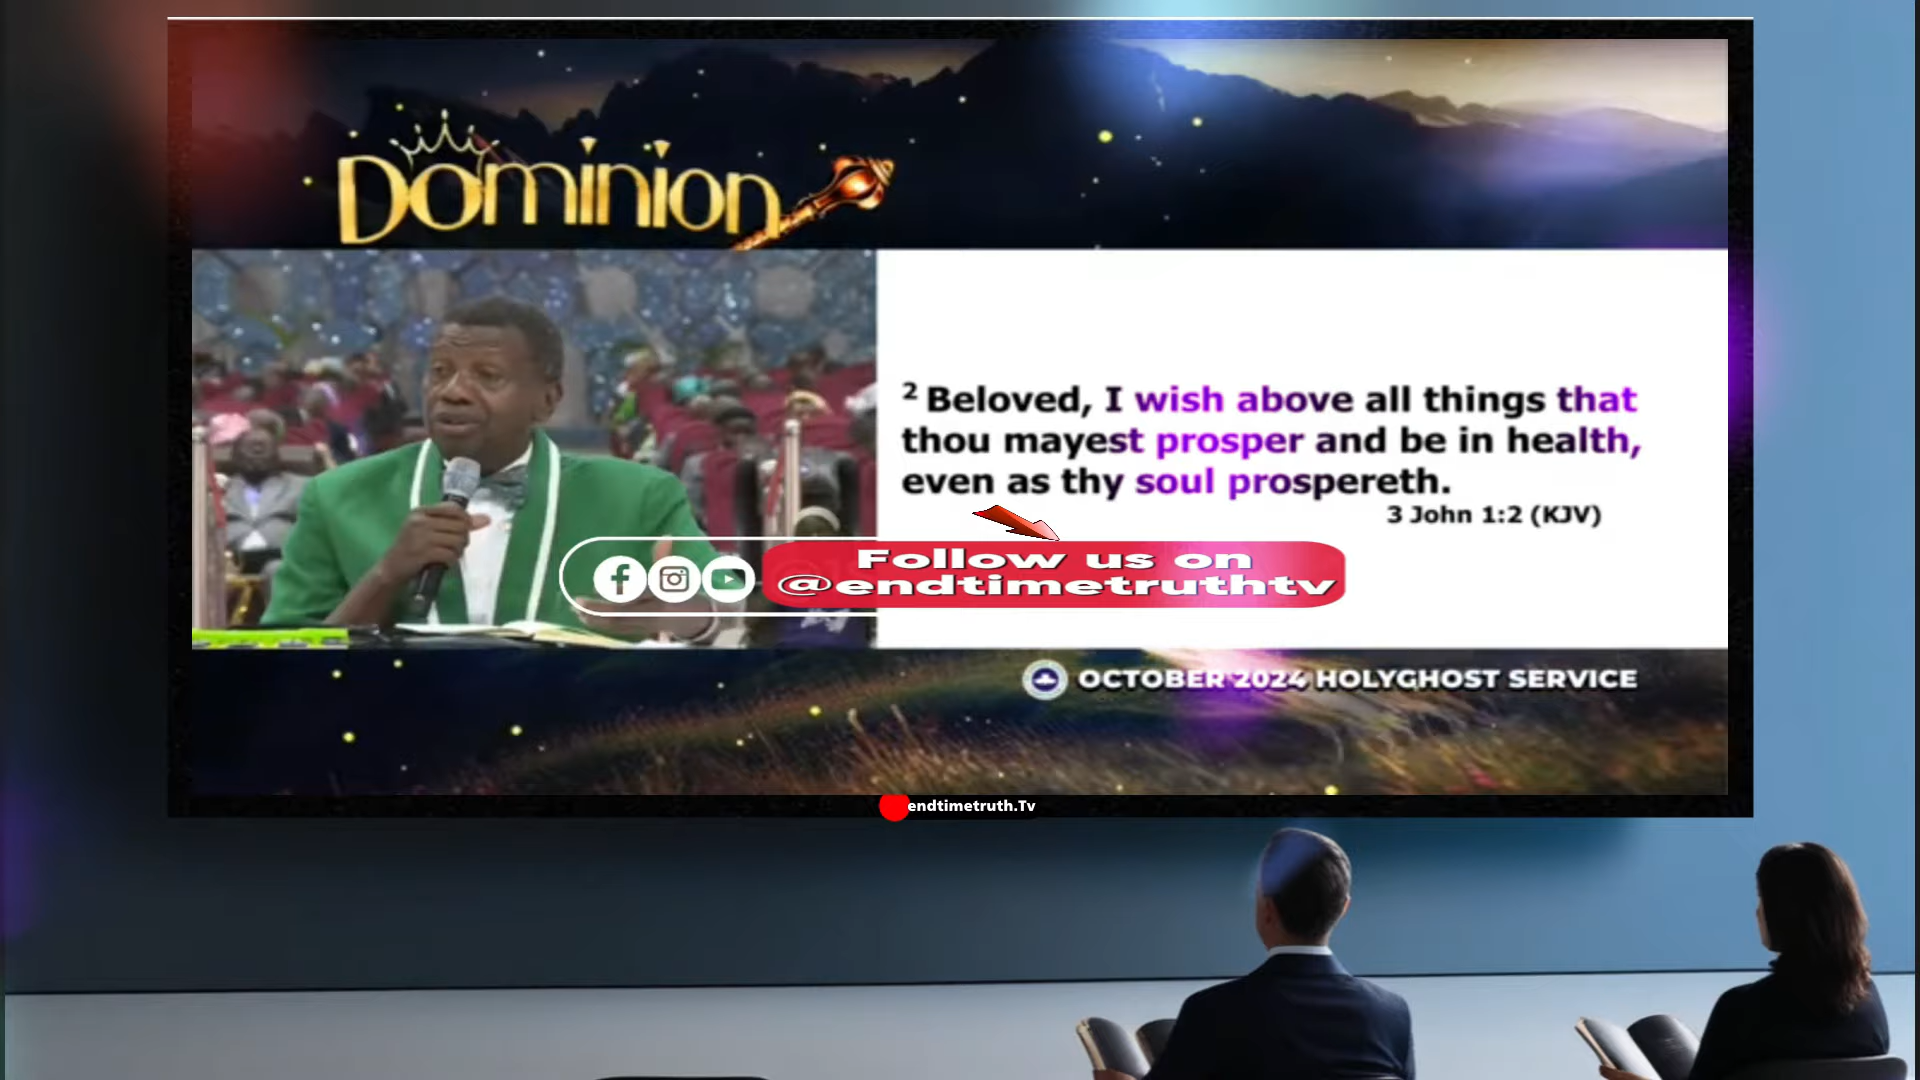 Dominion
2 Beloved, I wish above all things that
thou mayest prosper and be in health,
even as thy soul prospereth.
3 John 1:2 (KJV)
Follow us on
@endtimetruthtv
OCTOBER 2024 HOLYGHOST SERVICE
endtimetruth.Tv